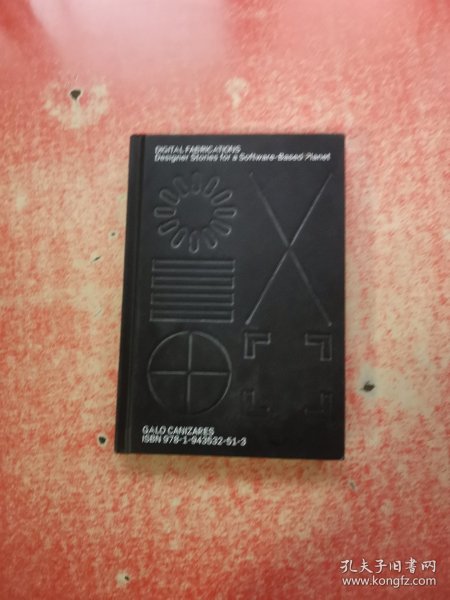 DIGITAL FABRICATIONS
Designer Stories for a Software-Based Planet
GALO CANIZARES
ISBN 978-1-943532-51-3
孔夫子旧书网
www.kongfz.com